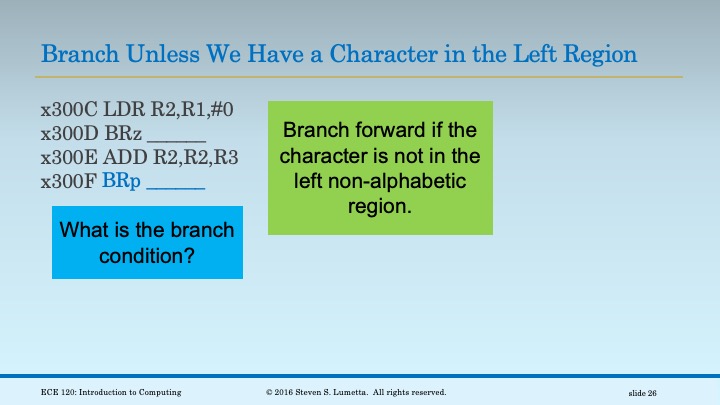 Branch Unless We Have a Character in the Left Region
x300C LDR R2,R1,#0
x300D BRz ______
x300E ADD R2,R2,R3
x300F BRp ______
Branch forward if the
character is not in the
left non-alphabetic
region.
What is the branch
condition?
ECE 120: Introduction to Computing
© 2016 Steven S. Lumetta. All rights reserved.
slide 26